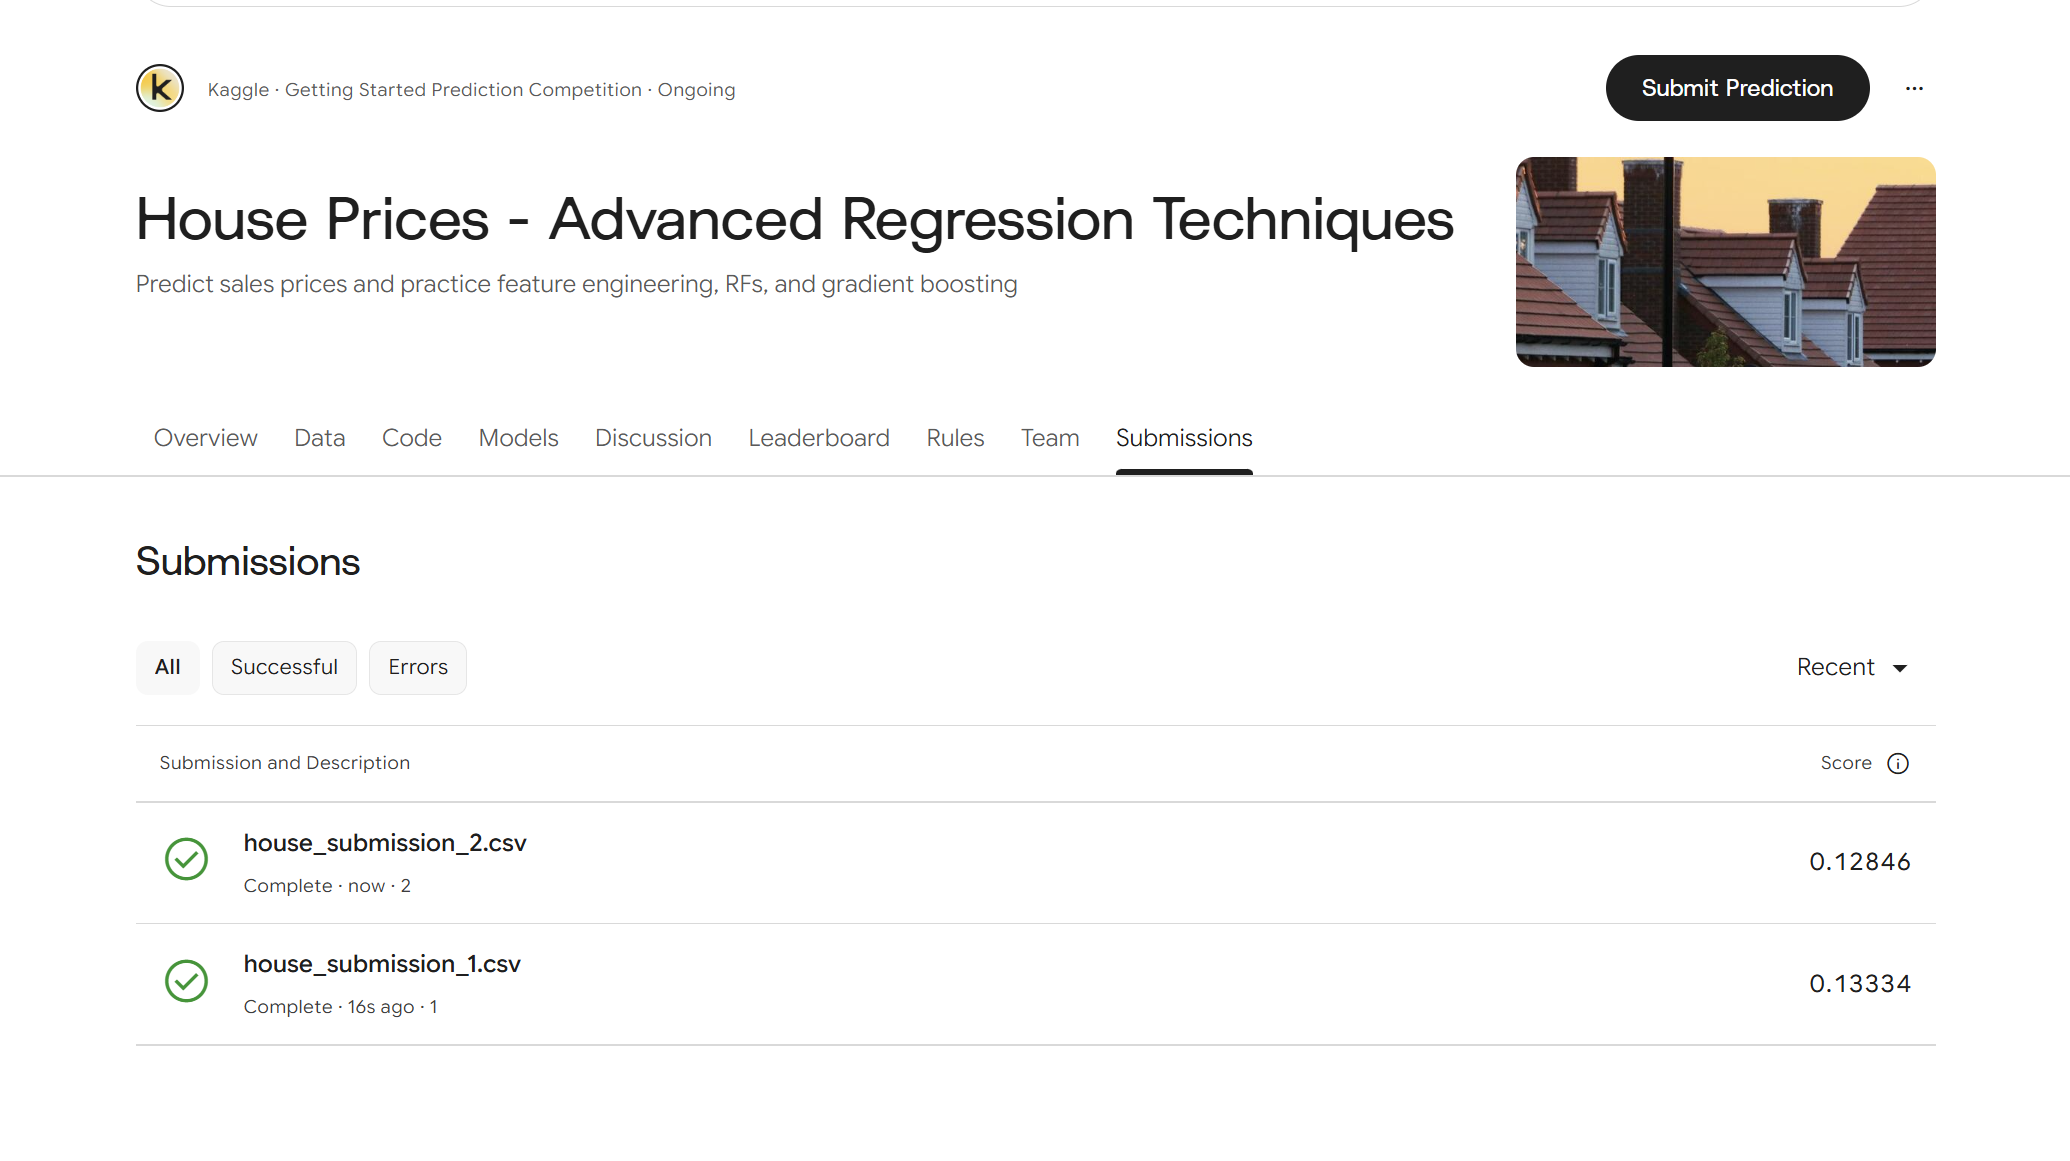 Kaggle · Getting Started Prediction Competition · Ongoing
Submit Prediction
House Prices - Advanced Regression Techniques
Predict sales prices and practice feature engineering, RFs, and gradient boosting
Overview Data Code Models Discussion Leaderboard Rules Team Submissions
Submissions
All Successful Errors Recent
Submission and Description Score
house_submission_2.csv
0.12846
Complete · now · 2
house_submission_1.csv
0.13334
Complete · 16s ago · 1